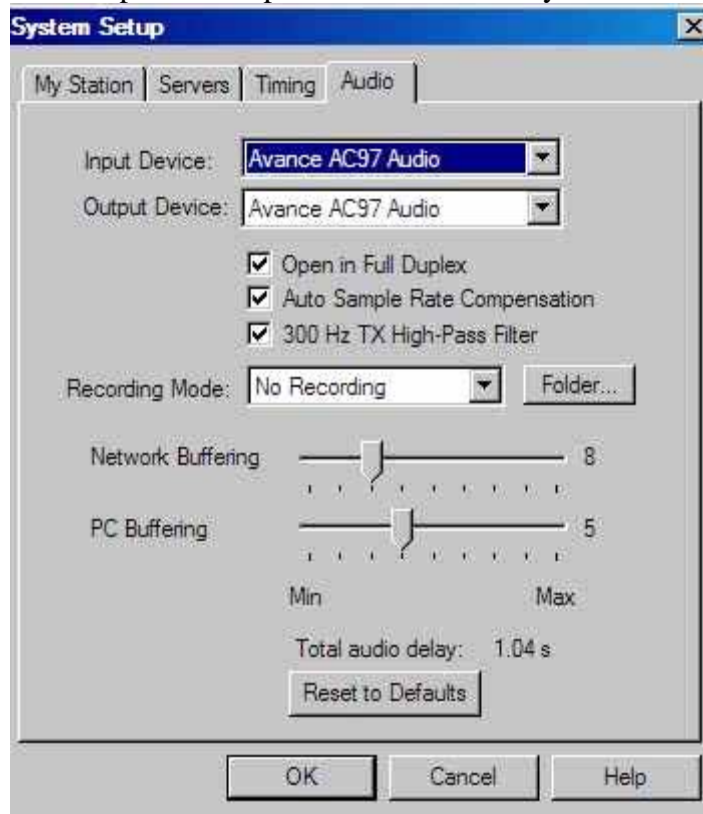 System Setup
My Station Servers Timing Audio
Input Device: Avance AC97 Audio
Output Device: Avance AC97 Audio
Open in Full Duplex
Auto Sample Rate Compensation
300 Hz TX High-Pass Filter
Recording Mode: No Recording Folder...
Network Buffering 8
PC Buffering 5
Min Max
Total audio delay: 1.04 s
Reset to Defaults
OK Cancel Help